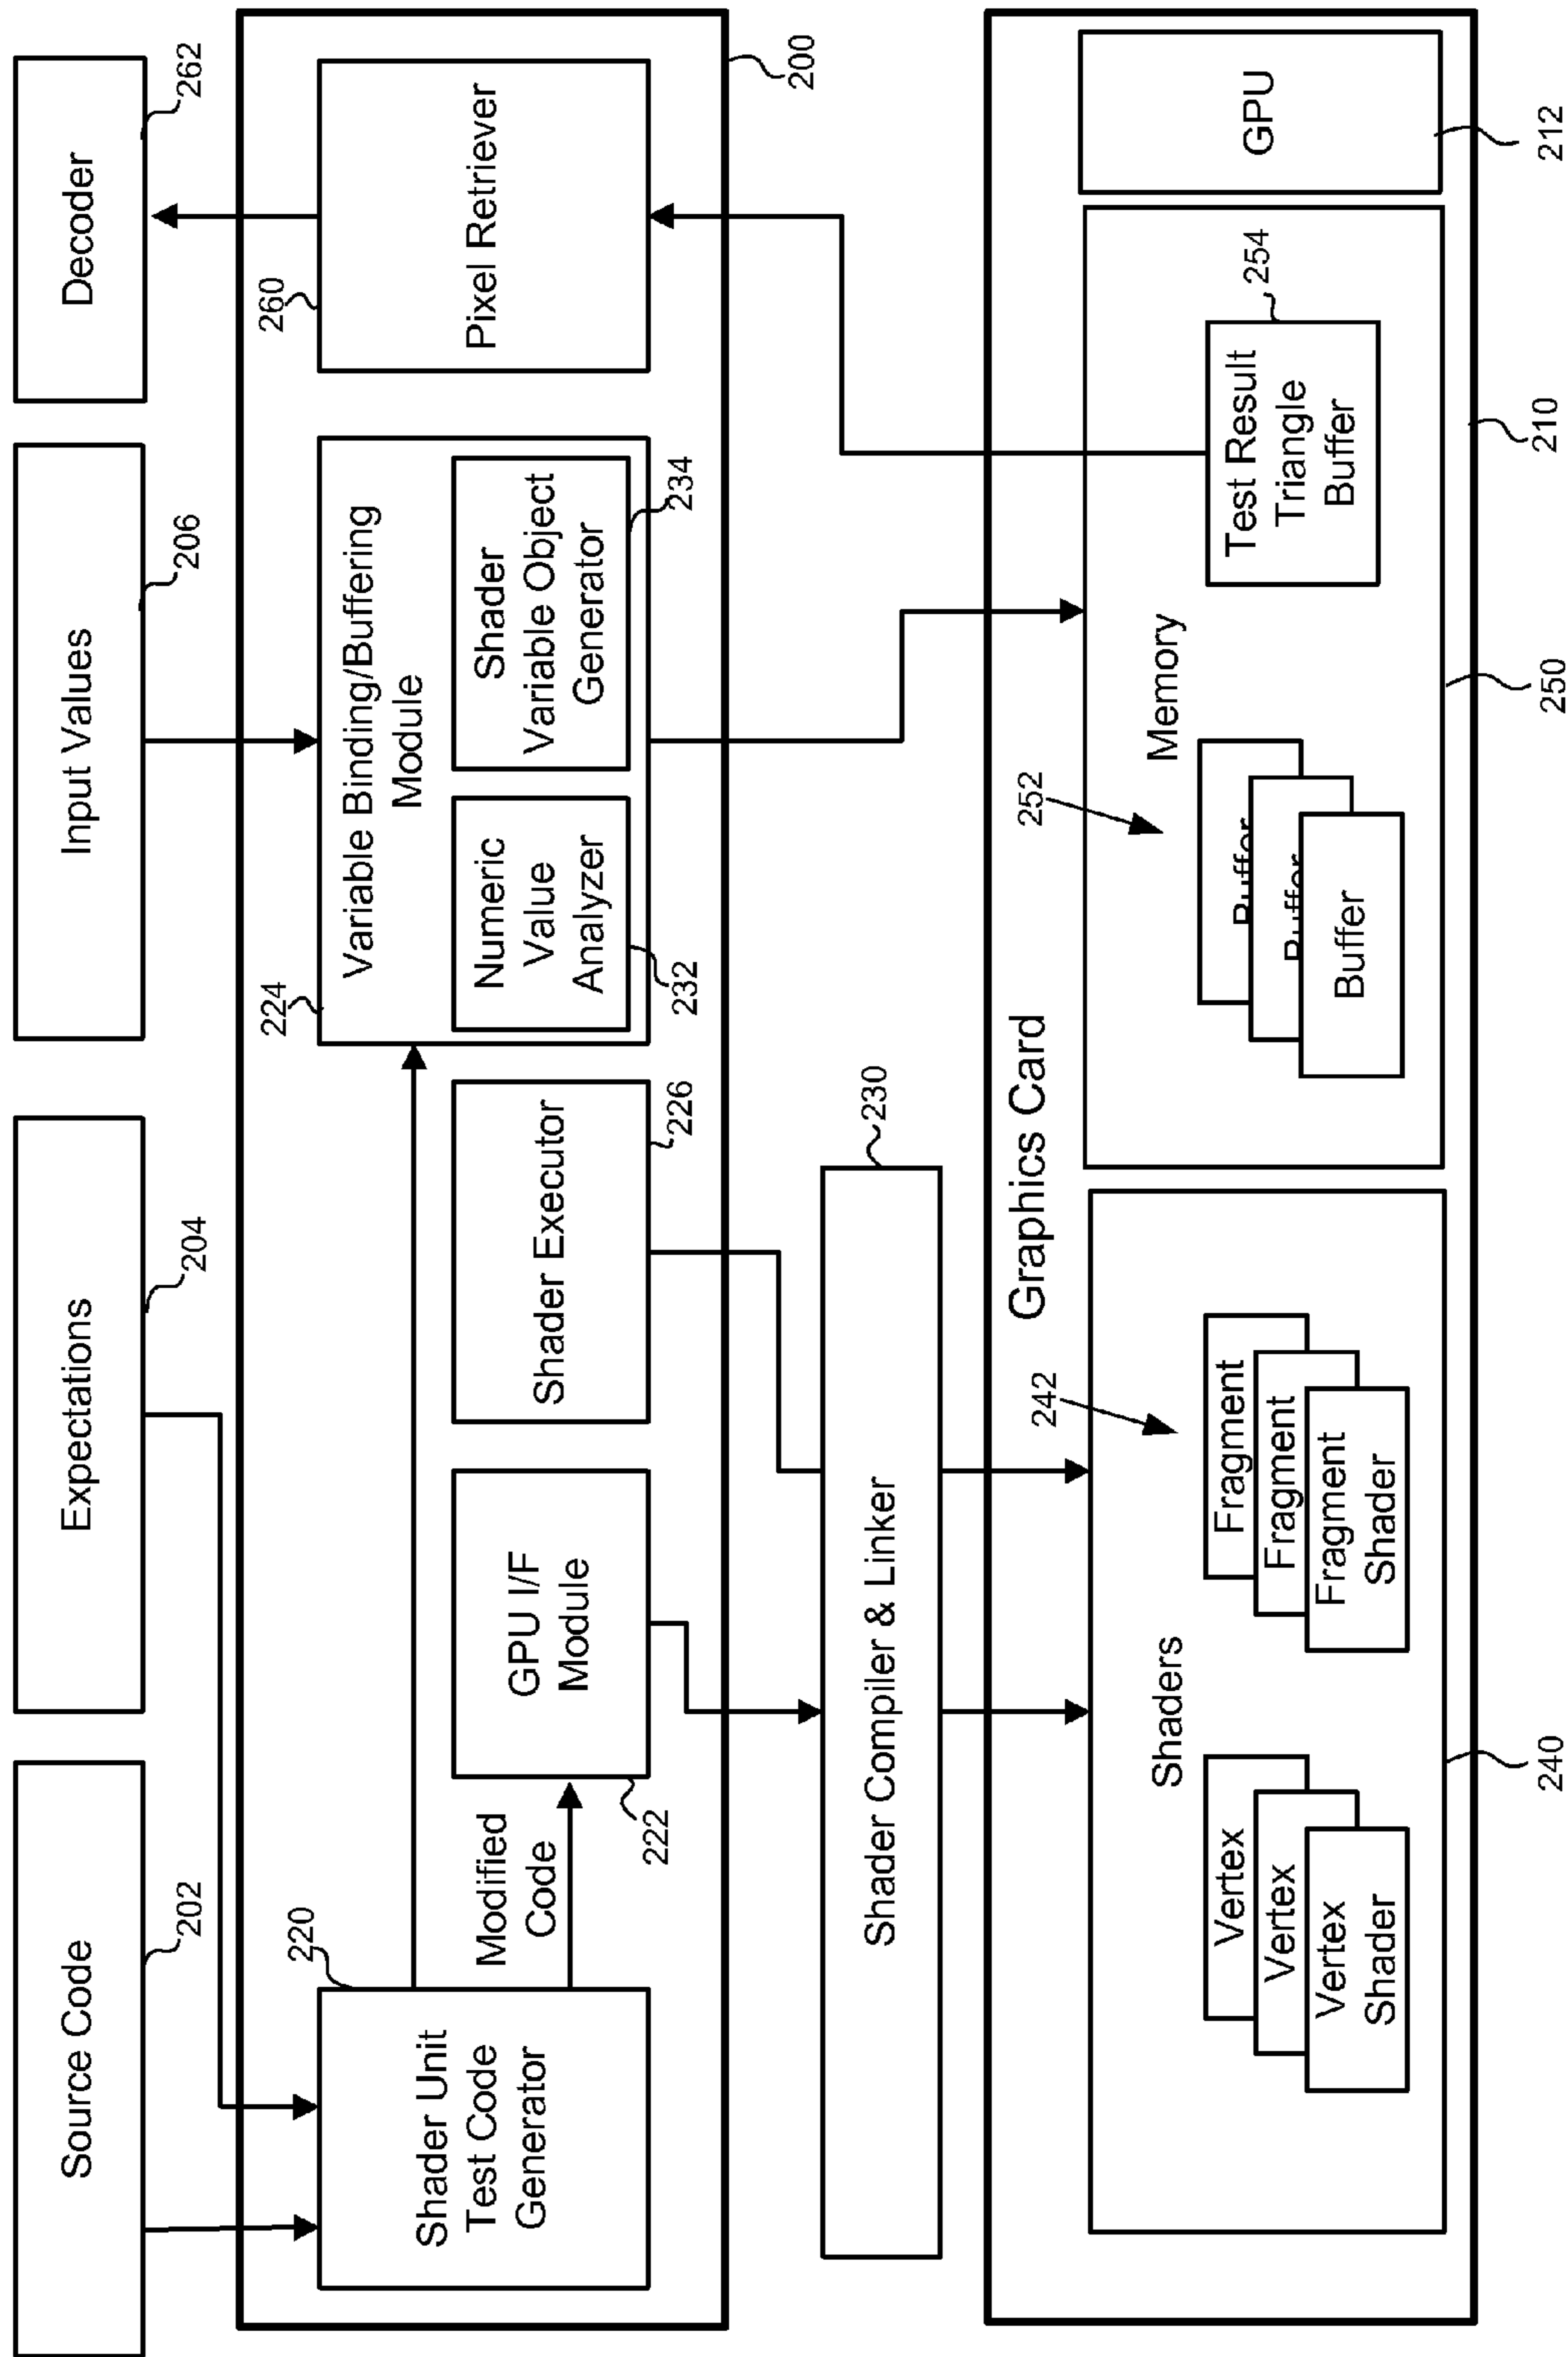 Source Code
202
Expectations
204
Input Values
206
Decoder
262
220
Shader Unit
Test Code
Generator
Modified
Code
GPU I/F
Module
222
Shader Executor
226
224
Variable Binding/Buffering
Module
Numeric
Value
Analyzer
232
Shader
Variable Object
Generator
234
260
Pixel Retriever
200
Shader Compiler & Linker
230
Graphics Card
Shaders
Vertex
Vertex
Vertex
Shader
242
Fragment
Fragment
Fragment
Shader
240
252
Memory
Buffer
Buffer
Buffer
254
Test Result
Triangle
Buffer
250
210
GPU
212